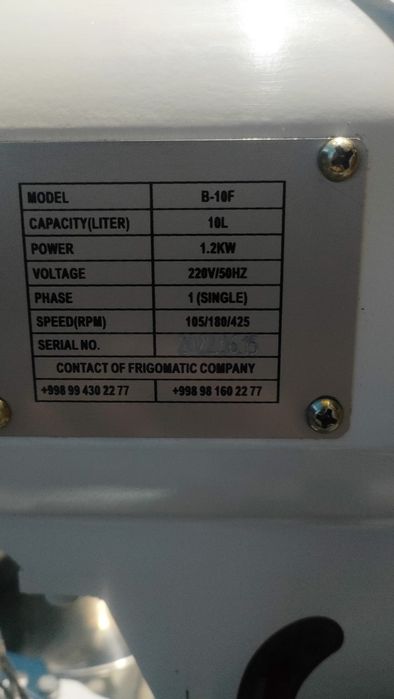 MODEL B-10F
CAPACITY(LITER) 10L
POWER 1.2KW
VOLTAGE 220V/50HZ
PHASE 1 (SINGLE)
SPEED(RPM) 105/180/425
SERIAL NO.
CONTACT OF FRIGOMATIC COMPANY
+998 99 430 22 77 +998 98 160 22 77